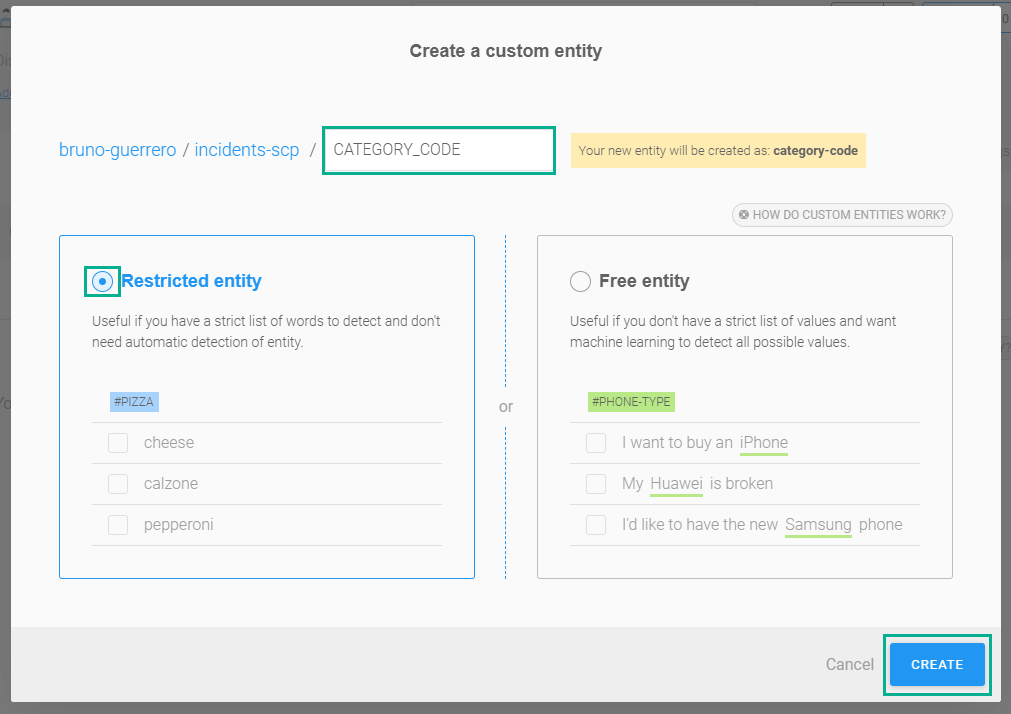 Create a custom entity
bruno-guerrero / incidents-scp / CATEGORY_CODE
Your new entity will be created as: category-code
HOW DO CUSTOM ENTITIES WORK?
Restricted entity
Useful if you have a strict list of words to detect and don't
need automatic detection of entity.
#PIZZA
cheese
calzone
pepperoni
or
Free entity
Useful if you don't have a strict list of values and want
machine learning to detect all possible values.
#PHONE-TYPE
I want to buy an iPhone
My Huawei is broken
I'd like to have the new Samsung phone
Cancel
CREATE